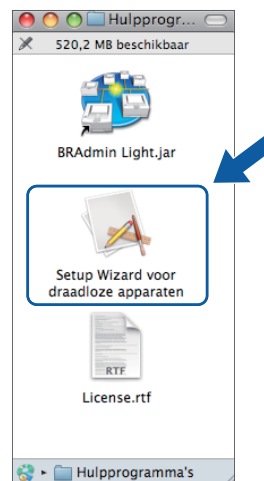 Hulpprogr...
520,2 MB beschikbaar
BRAdmin Light.jar
Setup Wizard voor
draadloze apparaten
RTF
License.rtf
Hulpprogramma's